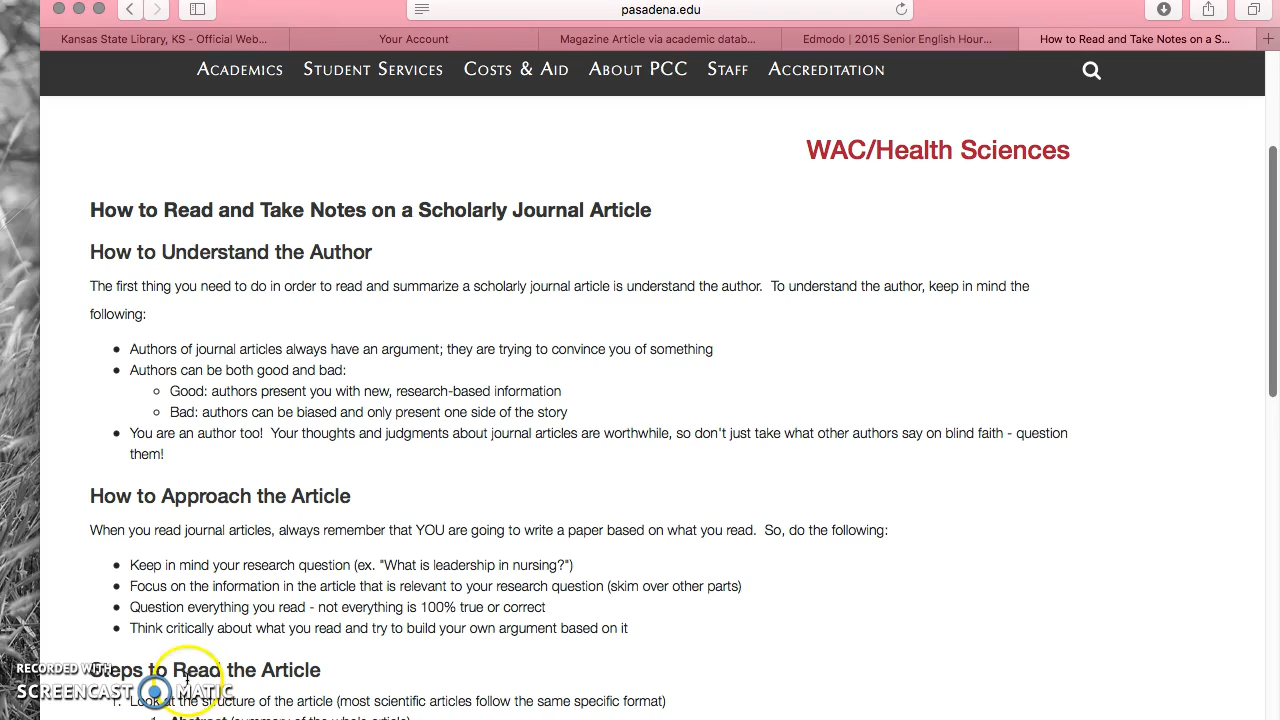 pasadena.edu
Kansas State Library, KS - Official Web...
Your Account
Magazine Article via academic datab...
Edmodo | 2015 Senior English Hour...
How to Read and Take Notes on a S...
Academics Student Services Costs & Aid About PCC Staff Accreditation
WAC/Health Sciences
How to Read and Take Notes on a Scholarly Journal Article
How to Understand the Author
The first thing you need to do in order to read and summarize a scholarly journal article is understand the author. To understand the author, keep in mind the
following:
Authors of journal articles always have an argument; they are trying to convince you of something
Authors can be both good and bad:
Good: authors present you with new, research-based information
Bad: authors can be biased and only present one side of the story
You are an author too! Your thoughts and judgments about journal articles are worthwhile, so don't just take what other authors say on blind faith - question
them!
How to Approach the Article
When you read journal articles, always remember that YOU are going to write a paper based on what you read. So, do the following:
Keep in mind your research question (ex. "What is leadership in nursing?")
Focus on the information in the article that is relevant to your research question (skim over other parts)
Question everything you read - not everything is 100% true or correct
Think critically about what you read and try to build your own argument based on it
Steps to Read the Article
1. Look at the structure of the article (most scientific articles follow the same specific format)
1. Abstract (summary of the whole article)
RECORDED WITH
SCREENCAST MATIC